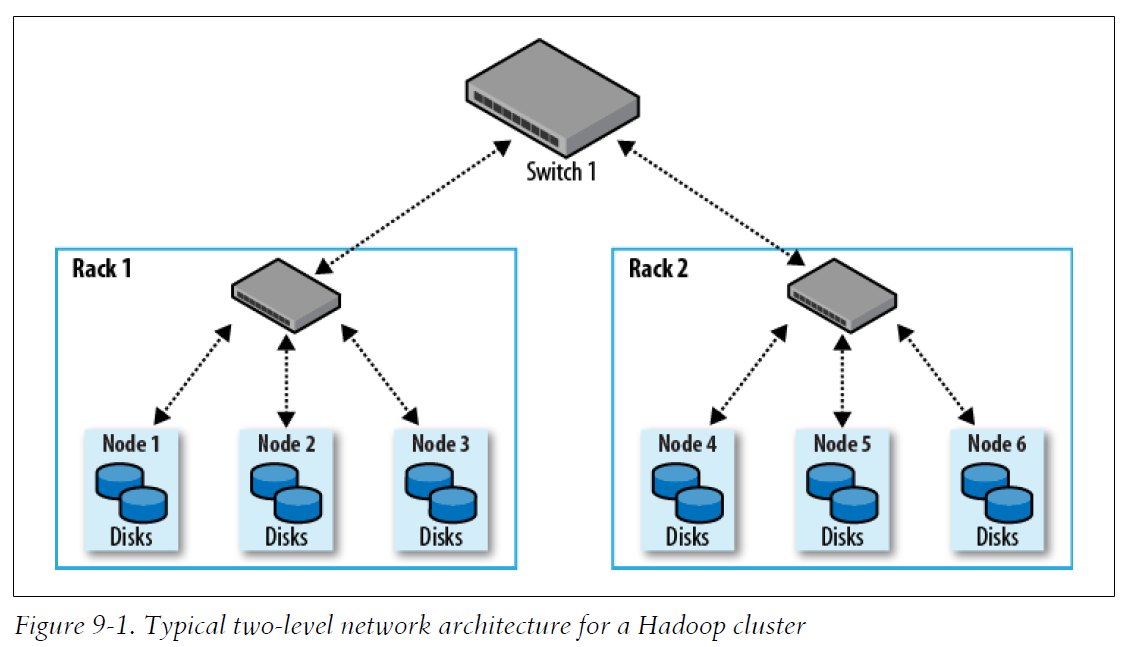 Switch 1
Rack 1
Rack 2
Node 1
Node 2
Node 3
Node 4
Node 5
Node 6
Disks
Disks
Disks
Disks
Disks
Disks
Figure 9-1. Typical two-level network architecture for a Hadoop cluster